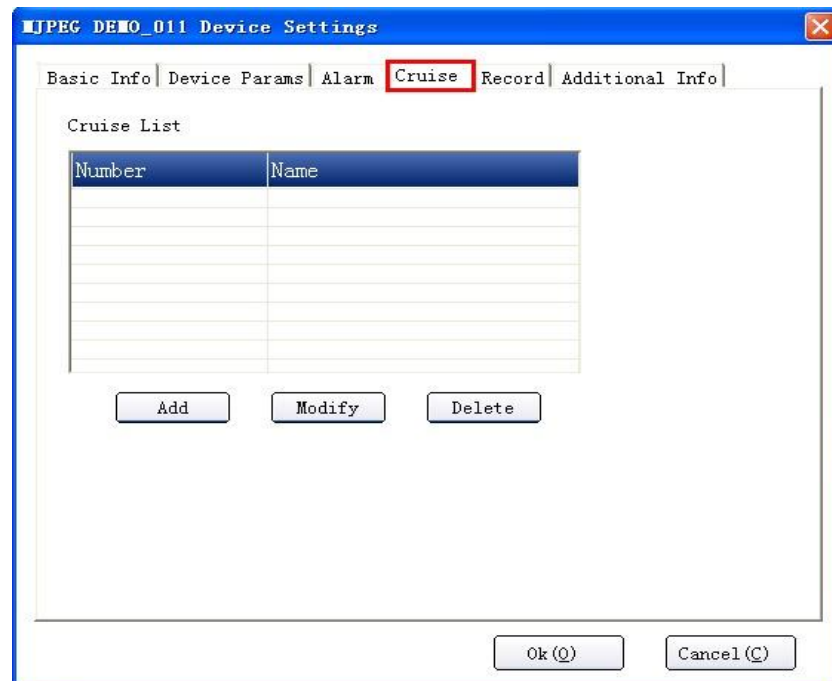 MJPEG DEMO_011 Device Settings
Basic Info Device Params Alarm Cruise Record Additional Info
Cruise List
Number Name
Add Modify Delete
Ok(O) Cancel(C)